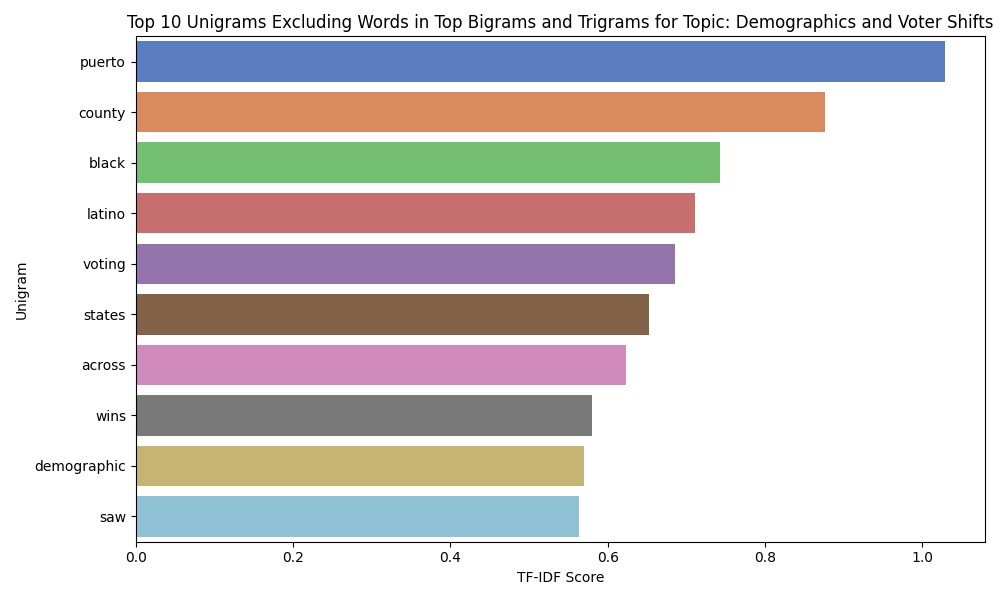 Top 10 Unigrams Excluding Words in Top Bigrams and Trigrams for Topic: Demographics and Voter Shifts
Unigram
puerto
county
black
latino
voting
states
across
wins
demographic
saw
0.0 0.2 0.4 0.6 0.8 1.0
TF-IDF Score